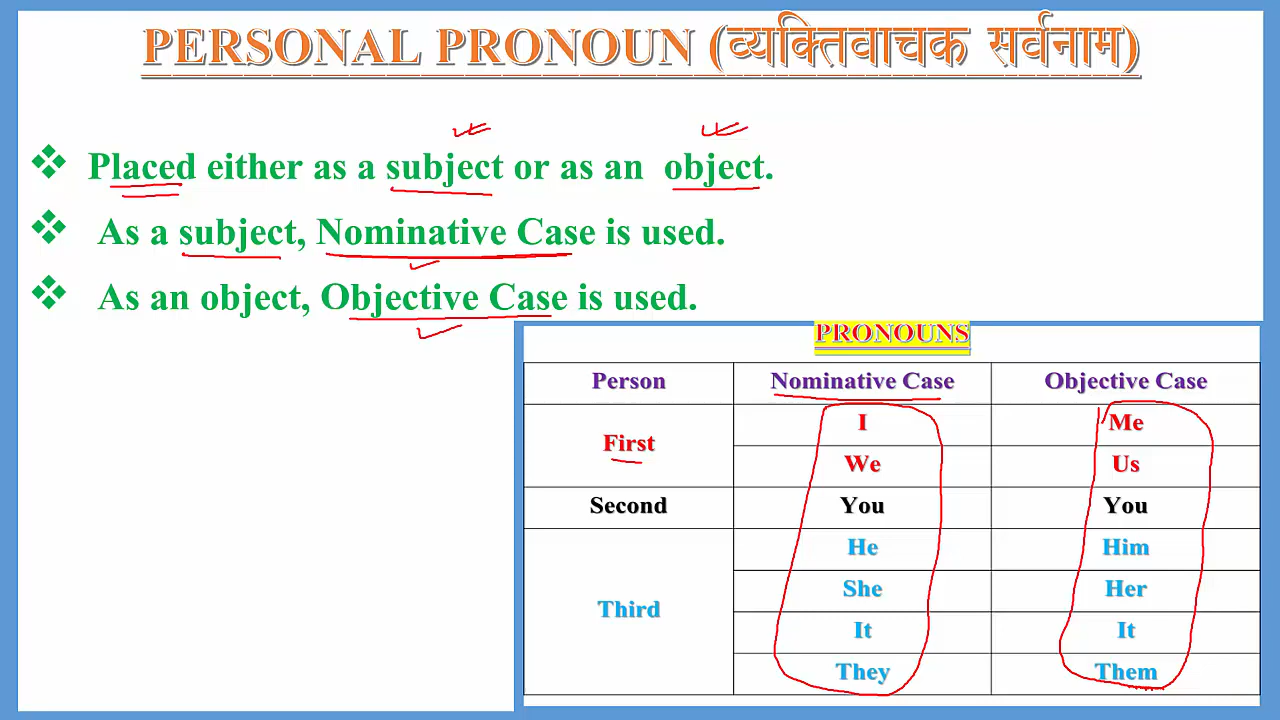 PERSONAL PRONOUN (व्यक्तिवाचक सर्वनाम)
❖ Placed either as a subject or as an object.
❖ As a subject, Nominative Case is used.
❖ As an object, Objective Case is used.
PRONOUNS
Person Nominative Case Objective Case
First I Me
We Us
Second You You
Third He Him
She Her
It It
They Them